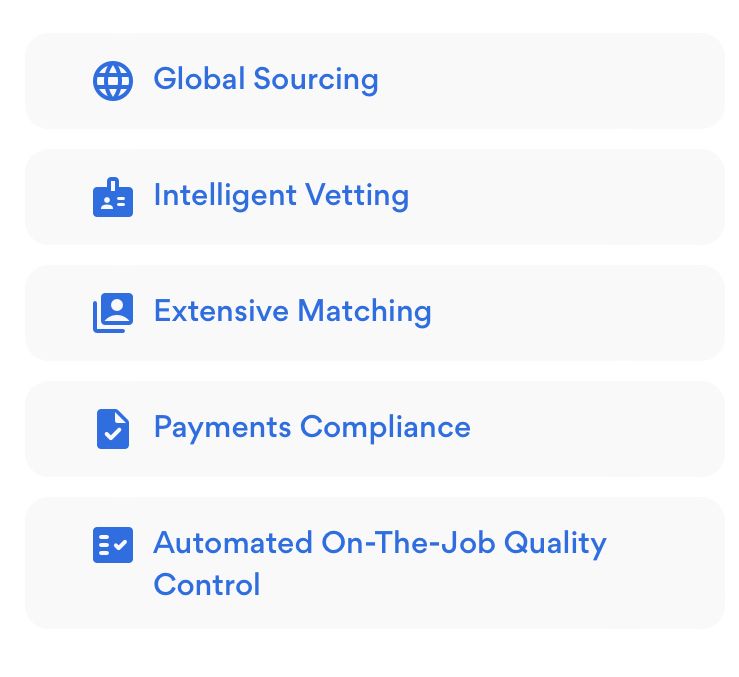 Global Sourcing
Intelligent Vetting
Extensive Matching
Payments Compliance
Automated On-The-Job Quality
Control